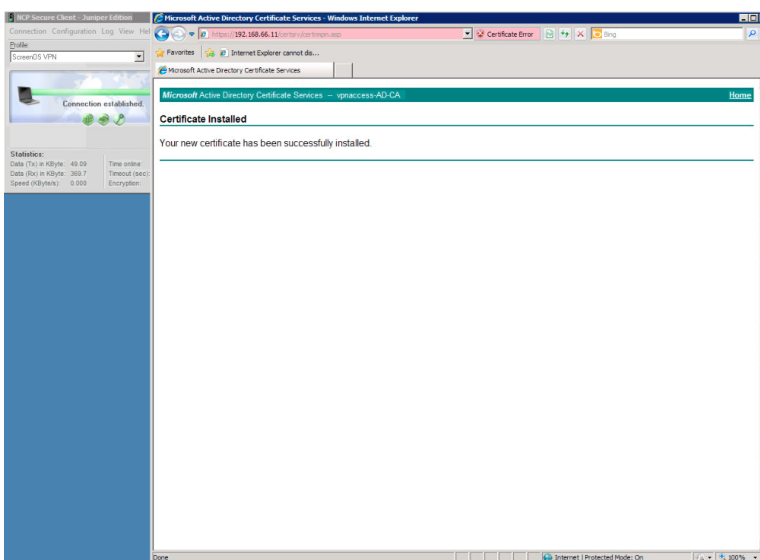 NCP Secure Client - Juniper Edition
Connection Configuration Log View Hel
Profile:
ScreenOS VPN
Connection established.
Statistics:
Data (Tx) in KByte: 49.09 Time online
Data (Rx) in KByte: 369.7 Timeout (sec):
Speed (KByte/s): 0.000 Encryption:
Microsoft Active Directory Certificate Services - Windows Internet Explorer
https://192.168.66.11/certsrv/certrmpn.asp Certificate Error Bing
Favorites Internet Explorer cannot dis...
Microsoft Active Directory Certificate Services
Microsoft Active Directory Certificate Services -- vpnaccess-AD-CA Home
Certificate Installed
Your new certificate has been successfully installed.
Done Internet | Protected Mode: On 100%